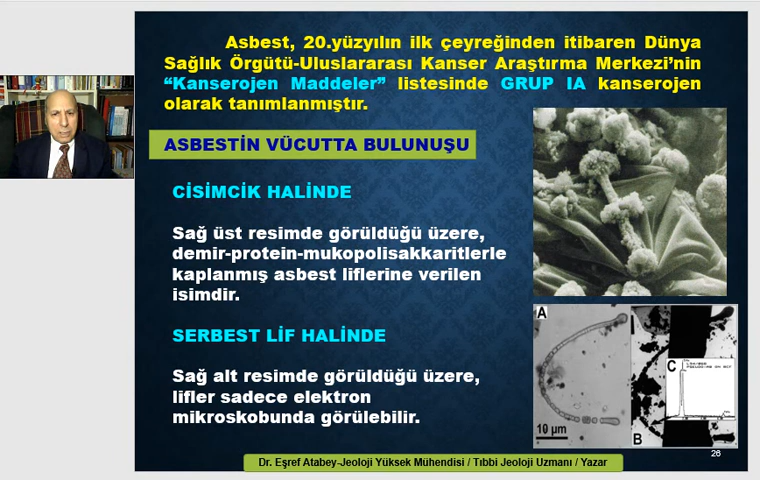 Asbest, 20.yüzyılın ilk çeyreğinden itibaren Dünya
Sağlık Örgütü-Uluslararası Kanser Araştırma Merkezi’nin
“Kanserojen Maddeler” listesinde GRUP IA kanserojen
olarak tanımlanmıştır.
ASBESTİN VÜCUTTA BULUNUŞU
CİSİMCİK HALİNDE
Sağ üst resimde görüldüğü üzere,
demir-protein-mukopolisakkaritlerle
kaplanmış asbest liflerine verilen
isimdir.
SERBEST LİF HALİNDE
Sağ alt resimde görüldüğü üzere,
lifler sadece elektron
mikroskobunda görülebilir.
A
10 µm
B
C
26
Dr. Eşref Atabey-Jeoloji Yüksek Mühendisi / Tıbbi Jeoloji Uzmanı / Yazar